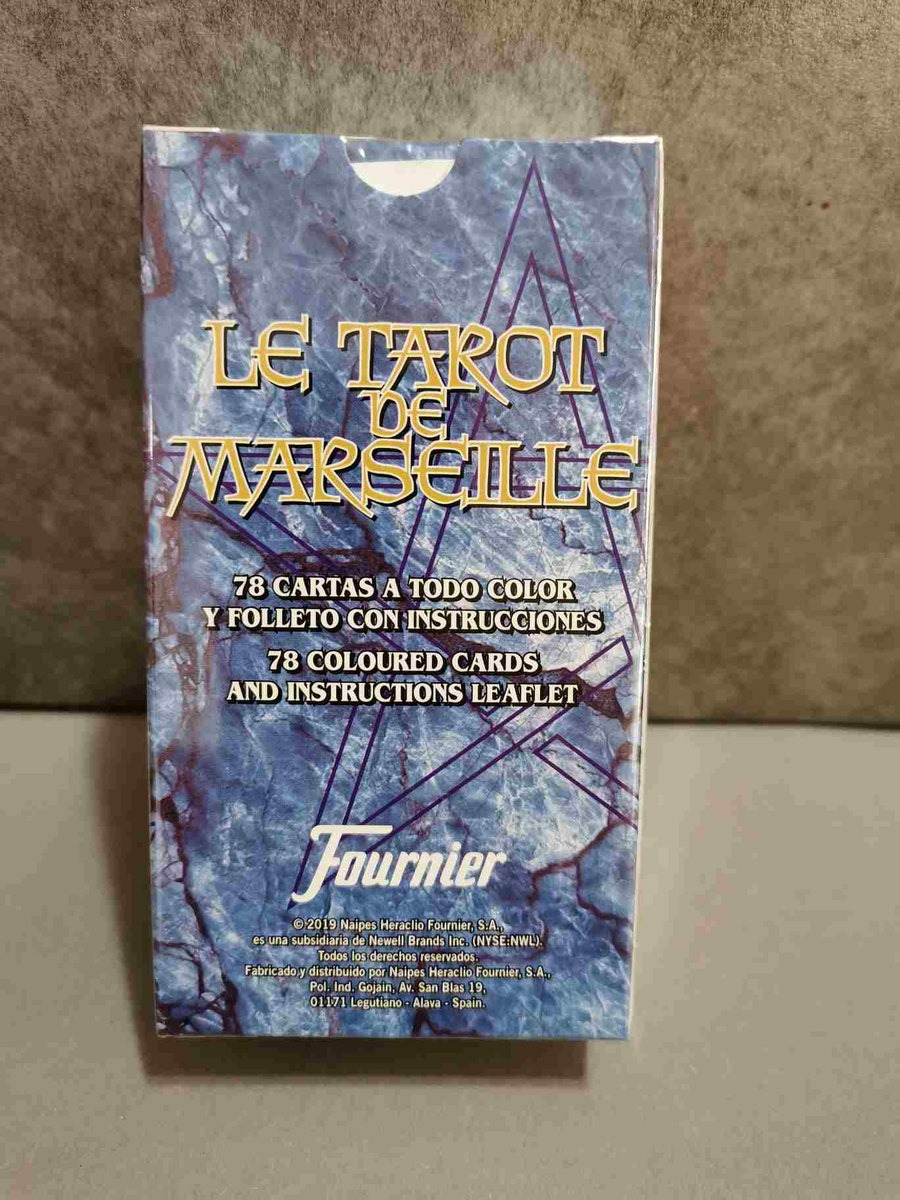 LE TAROT
DE
MARSEILLE
78 CARTAS A TODO COLOR
Y FOLLETO CON INSTRUCCIONES
78 COLOURED CARDS
AND INSTRUCTIONS LEAFLET
Fournier
© 2019 Naipes Heraclio Fournier, S.A.,
es una subsidiaria de Newell Brands Inc. (NYSE:NWL).
Todos los derechos reservados.
Fabricado y distribuido por Naipes Heraclio Fournier, S.A.,
Pol. Ind. Gojain, Av. San Blas 19,
01171 Legutiano - Alava - Spain.